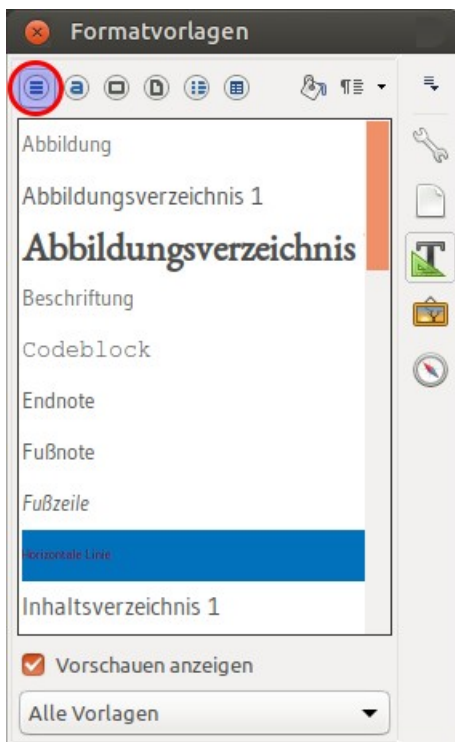 Formatvorlagen
Abbildung
Abbildungsverzeichnis 1
Abbildungsverzeichnis
Beschriftung
Codeblock
Endnote
Fußnote
Fußzeile
Horizontale Linie
Inhaltsverzeichnis 1
Vorschauen anzeigen
Alle Vorlagen